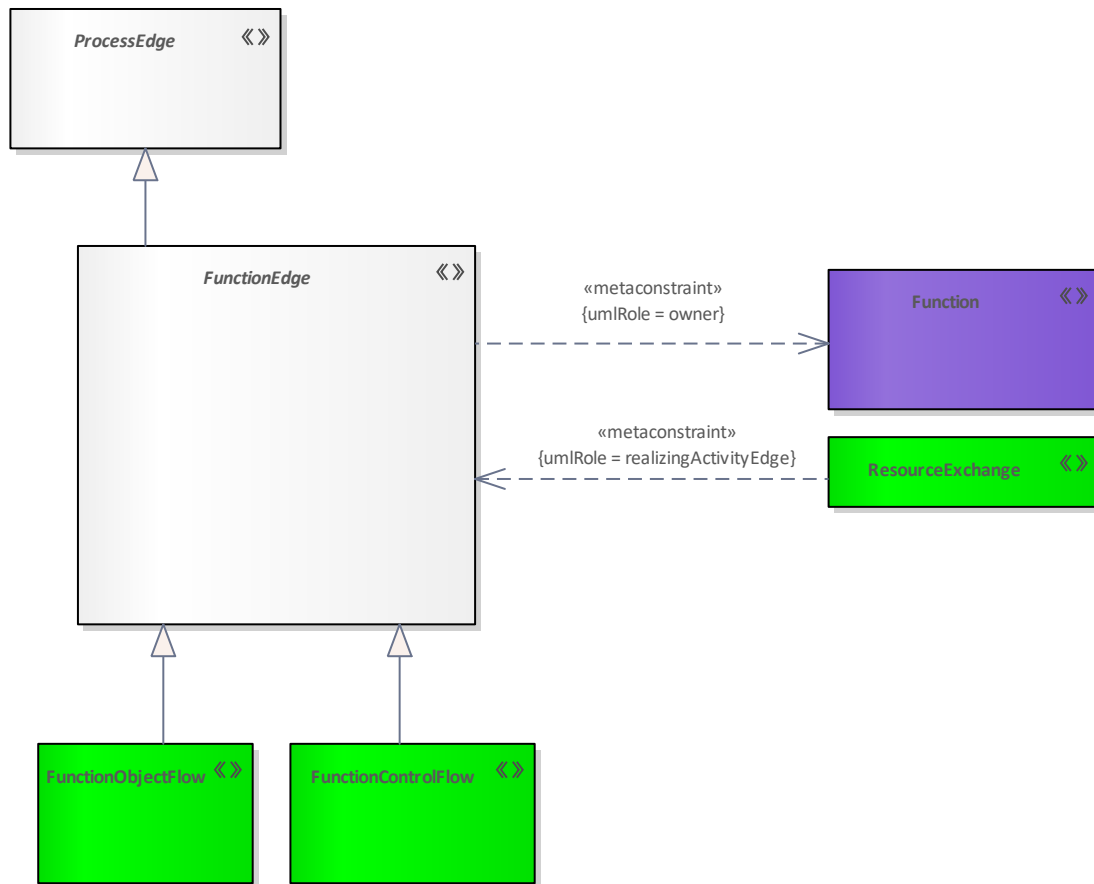 ProcessEdge
«»
FunctionEdge
«»
«metaconstraint»
{umlRole = owner}
Function
«»
«metaconstraint»
{umlRole = realizingActivityEdge}
ResourceExchange
«»
FunctionObjectFlow
«»
FunctionControlFlow
«»